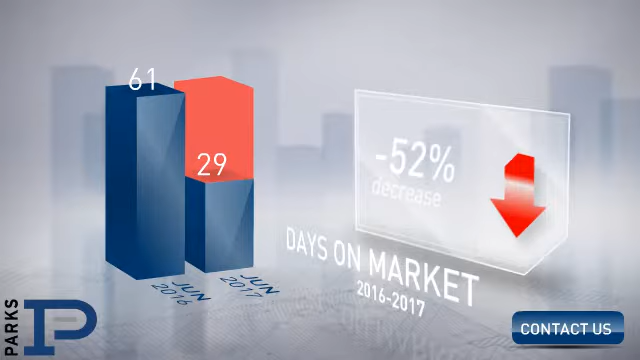 61
29
-52%
decrease
JUN
2016
JUN
2017
DAYS ON MARKET
2016-2017
PARKS
P
CONTACT US